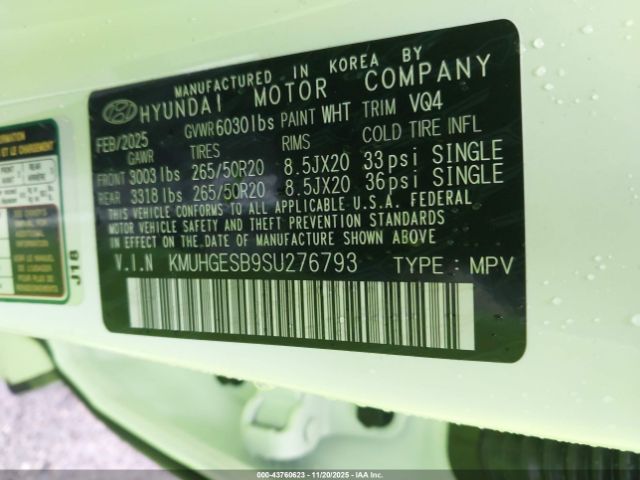 MANUFACTURED IN KOREA BY
HYUNDAI MOTOR COMPANY
FEB/2025 GVWR 6030 lbs PAINT WHT TRIM VQ4
GAWR TIRES RIMS COLD TIRE INFL
FRONT 3003 lbs 265/50R20 8.5JX20 33 psi SINGLE
REAR 3318 lbs 265/50R20 8.5JX20 36 psi SINGLE
THIS VEHICLE CONFORMS TO ALL APPLICABLE U.S.A. FEDERAL
MOTOR VEHICLE SAFETY AND THEFT PREVENTION STANDARDS
IN EFFECT ON THE DATE OF MANUFACTURE SHOWN ABOVE.
V.I.N KMUHGESB9SU276793 TYPE : MPV
J1B
000-43760623 - 11/20/2025 - IAAI, Inc.